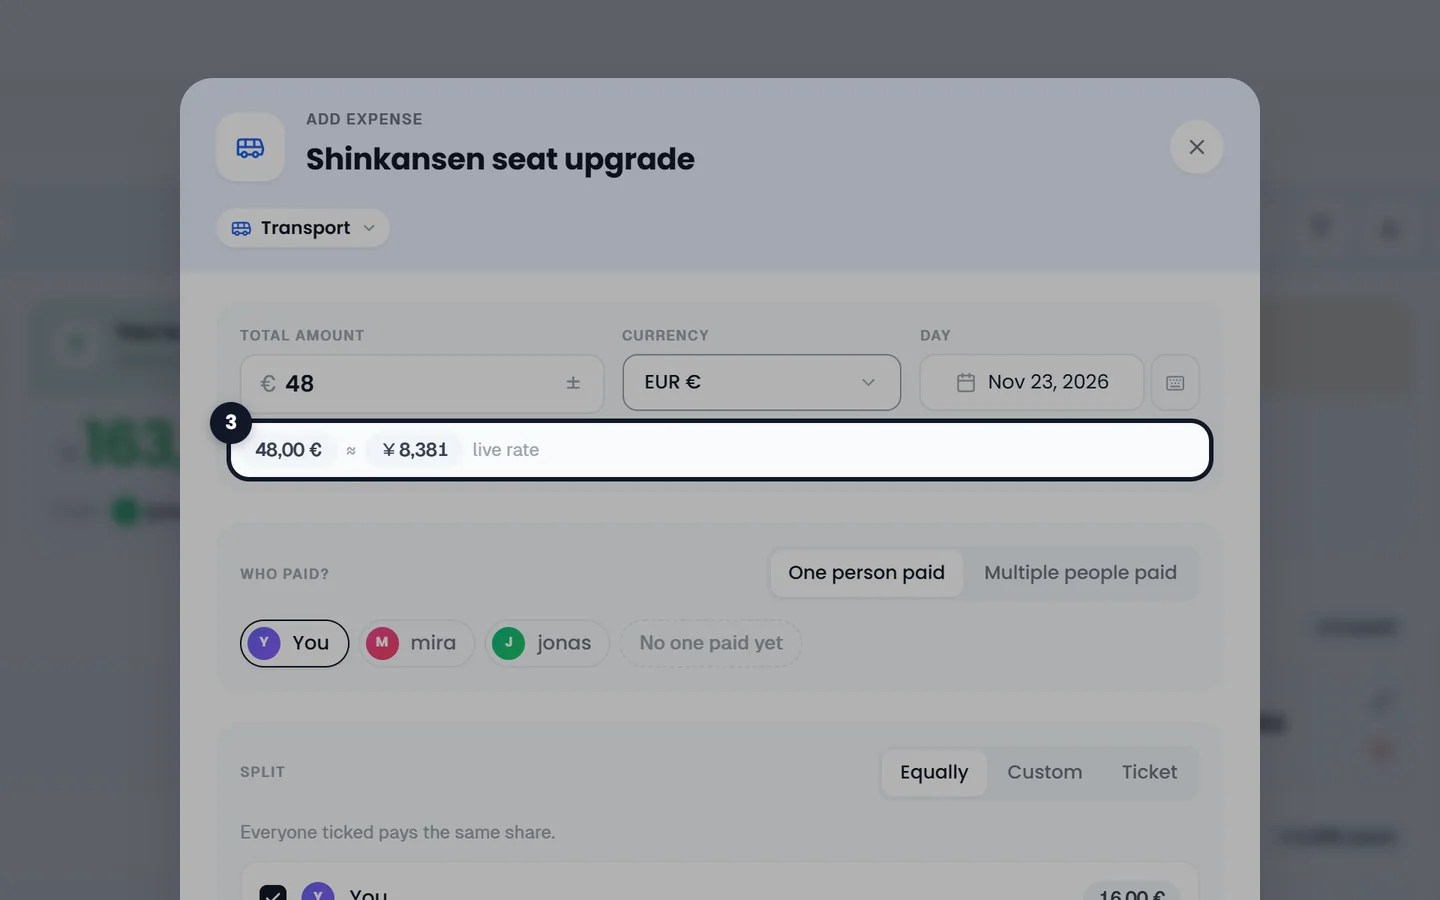 ADD EXPENSE
Shinkansen seat upgrade
Transport
TOTAL AMOUNT
CURRENCY
DAY
€ 48
±
EUR €
Nov 23, 2026
3
48,00 € ≈ ¥ 8,381 live rate
WHO PAID?
One person paid
Multiple people paid
Y You
M mira
J jonas
No one paid yet
SPLIT
Equally
Custom
Ticket
Everyone ticked pays the same share.
Y You
16,00 €
163,